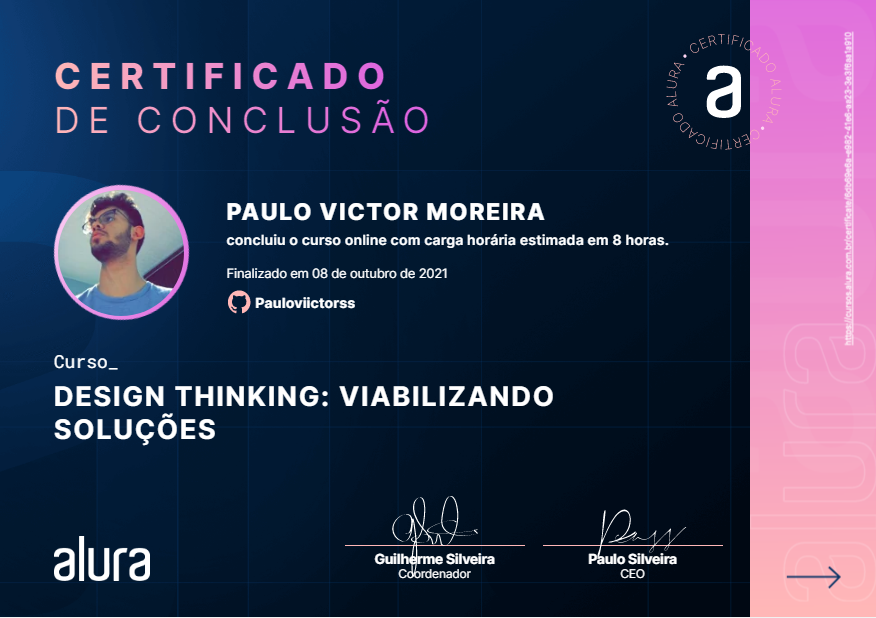 CERTIFICADO
DE CONCLUSÃO
CERTIFICADO ALURA • CERTIFICADO ALURA •
a
PAULO VICTOR MOREIRA
concluiu o curso online com carga horária estimada em 8 horas.
Finalizado em 08 de outubro de 2021
Pauloviictorss
Curso_
DESIGN THINKING: VIABILIZANDO
SOLUÇÕES
alura
Guilherme Silveira
Coordenador
Paulo Silveira
CEO
alura